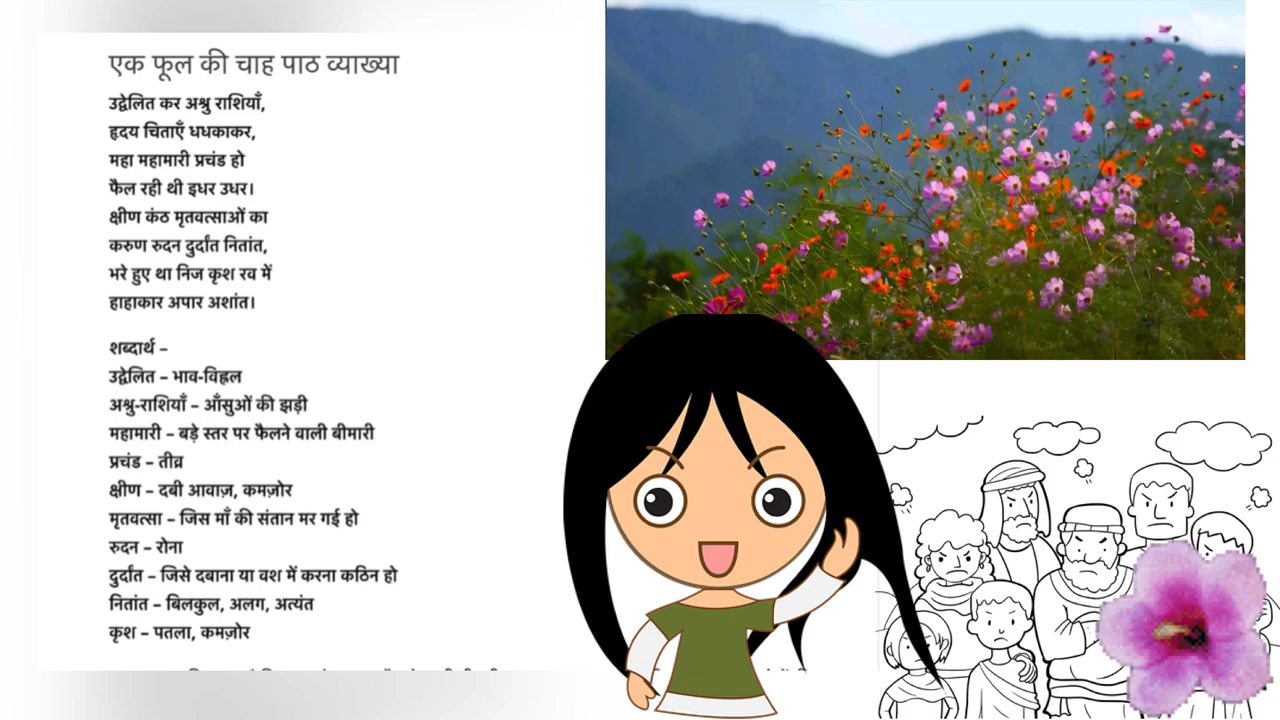 एक फूल की चाह पाठ व्याख्या
उद्वेलित कर अश्रु राशियाँ,
हृदय चिताएँ धधकाकर,
महा महामारी प्रचंड हो
फैल रही थी इधर उधर।
क्षीण कंठ मृतवत्साओं का
करुण रुदन दुर्दांत नितांत,
भरे हुए था निज कृश रव में
हाहाकार अपार अशांत।
शब्दार्थ –
उद्वेलित – भाव-विह्वल
अश्रु-राशियाँ – आँसुओं की झड़ी
महामारी – बड़े स्तर पर फैलने वाली बीमारी
प्रचंड – तीव्र
क्षीण – दबी आवाज़, कमज़ोर
मृतवत्सा – जिस माँ की संतान मर गई हो
रुदन – रोना
दुर्दांत – जिसे दबाना या वश में करना कठिन हो
नितांत – बिलकुल, अलग, अत्यंत
कृश – पतला, कमज़ोर